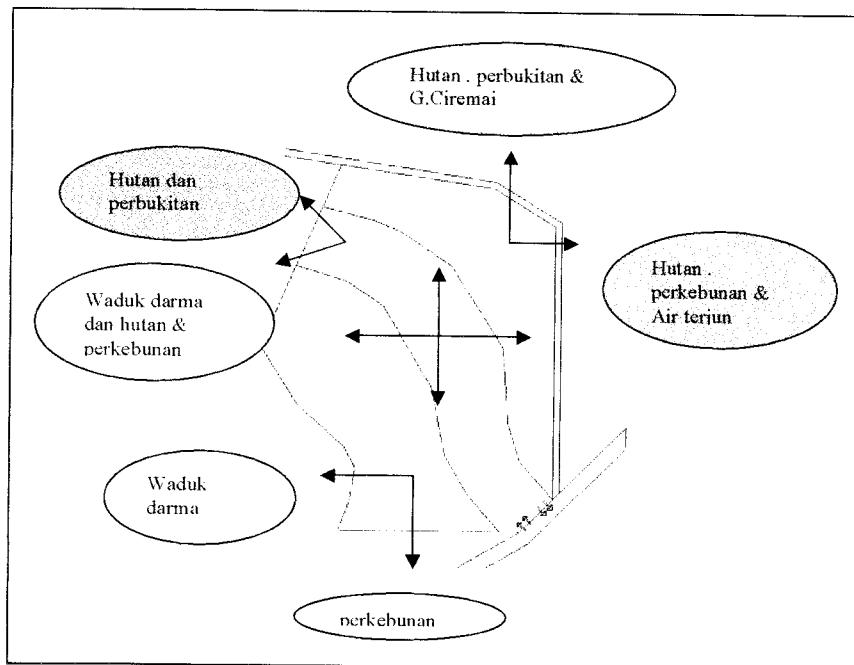 Hutan . perbukitan &
G.Ciremai
Hutan dan
perbukitan
Hutan .
perkebunan &
Air terjun
Waduk darma
dan hutan &
perkebunan
Waduk
darma
perkebunan